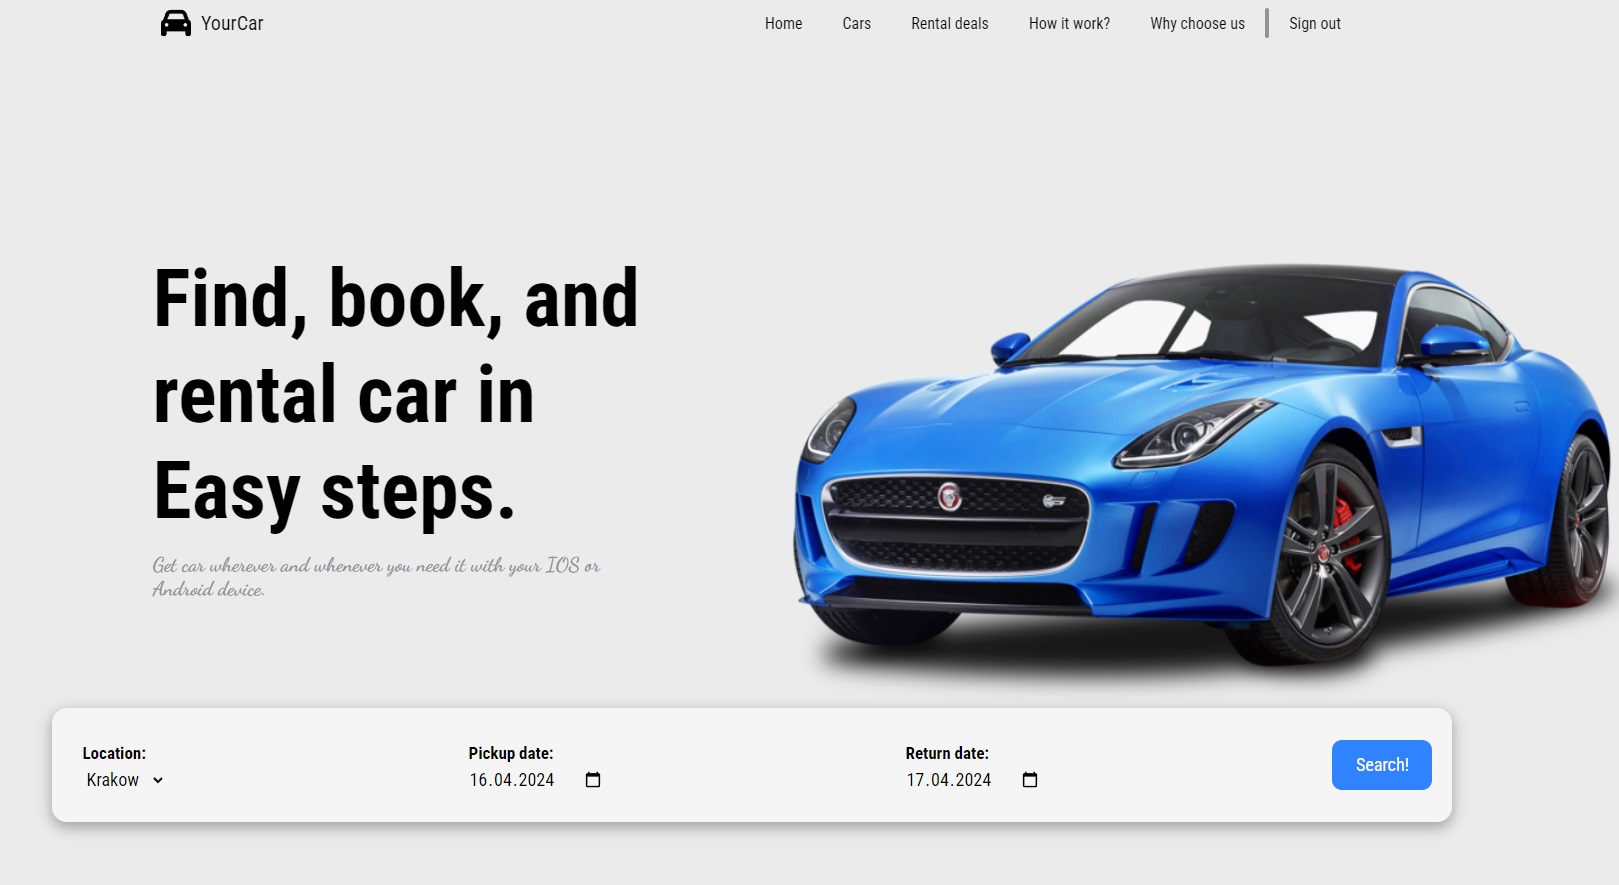 YourCar
Home Cars Rental deals How it work? Why choose us Sign out
Find, book, and
rental car in
Easy steps.
Get car wherever and whenever you need it with your IOS or
Android device.
Location: Pickup date: Return date:
Krakow 16.04.2024 17.04.2024
Search!